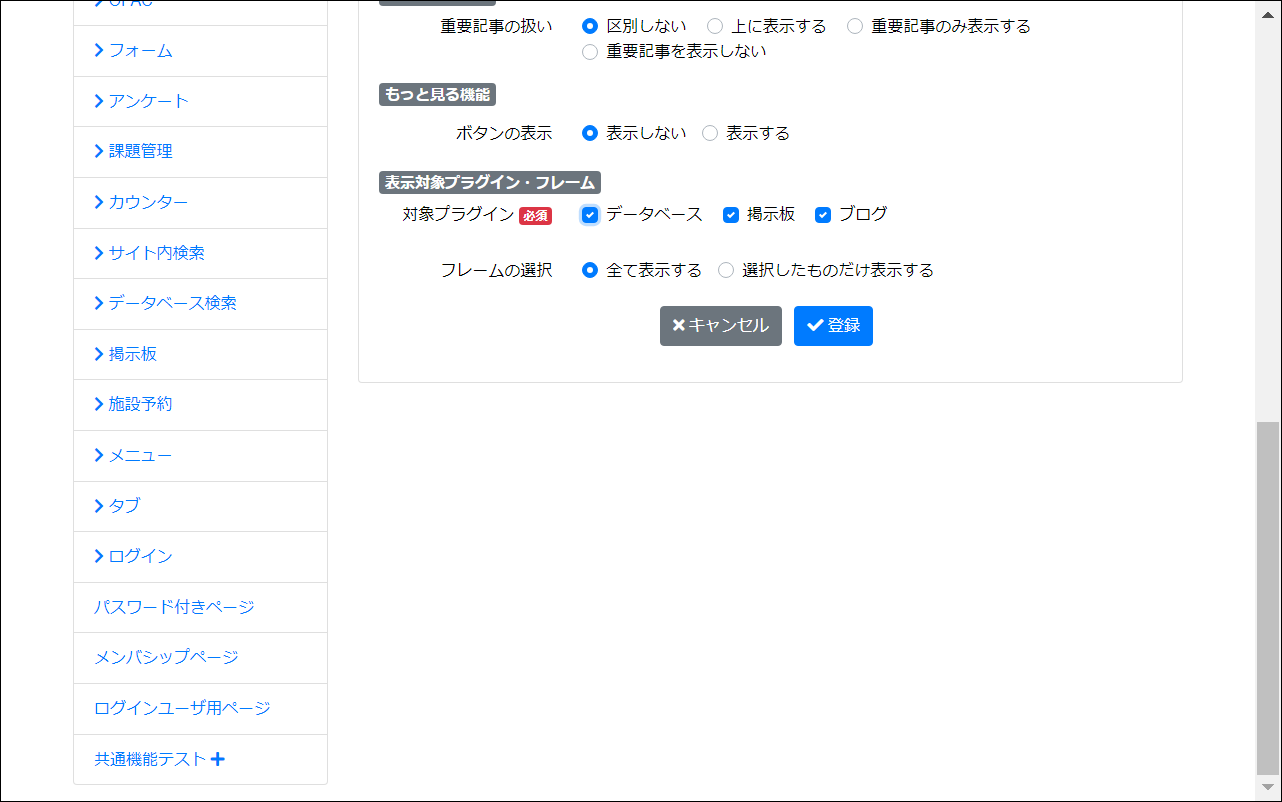 フォーム
アンケート
課題管理
カウンター
サイト内検索
データベース検索
掲示板
施設予約
メニュー
タブ
ログイン
パスワード付きページ
メンバシップページ
ログインユーザ用ページ
共通機能テスト
重要記事の扱い 区別しない 上に表示する 重要記事のみ表示する
重要記事を表示しない
もっと見る機能
ボタンの表示 表示しない 表示する
表示対象プラグイン・フレーム
対象プラグイン 必須 データベース 掲示板 ブログ
フレームの選択 全て表示する 選択したものだけ表示する
キャンセル 登録